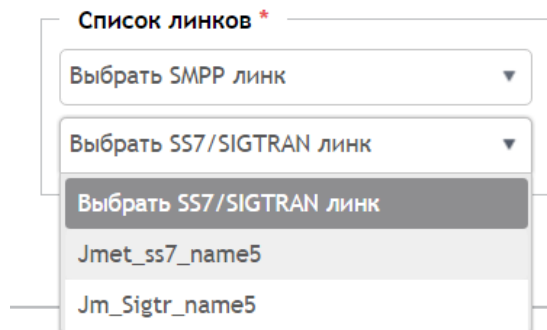 Список линков *
Выбрать SMPP линк
Выбрать SS7/SIGTRAN линк
Выбрать SS7/SIGTRAN линк
Jmet_ss7_name5
Jm_Sigtr_name5